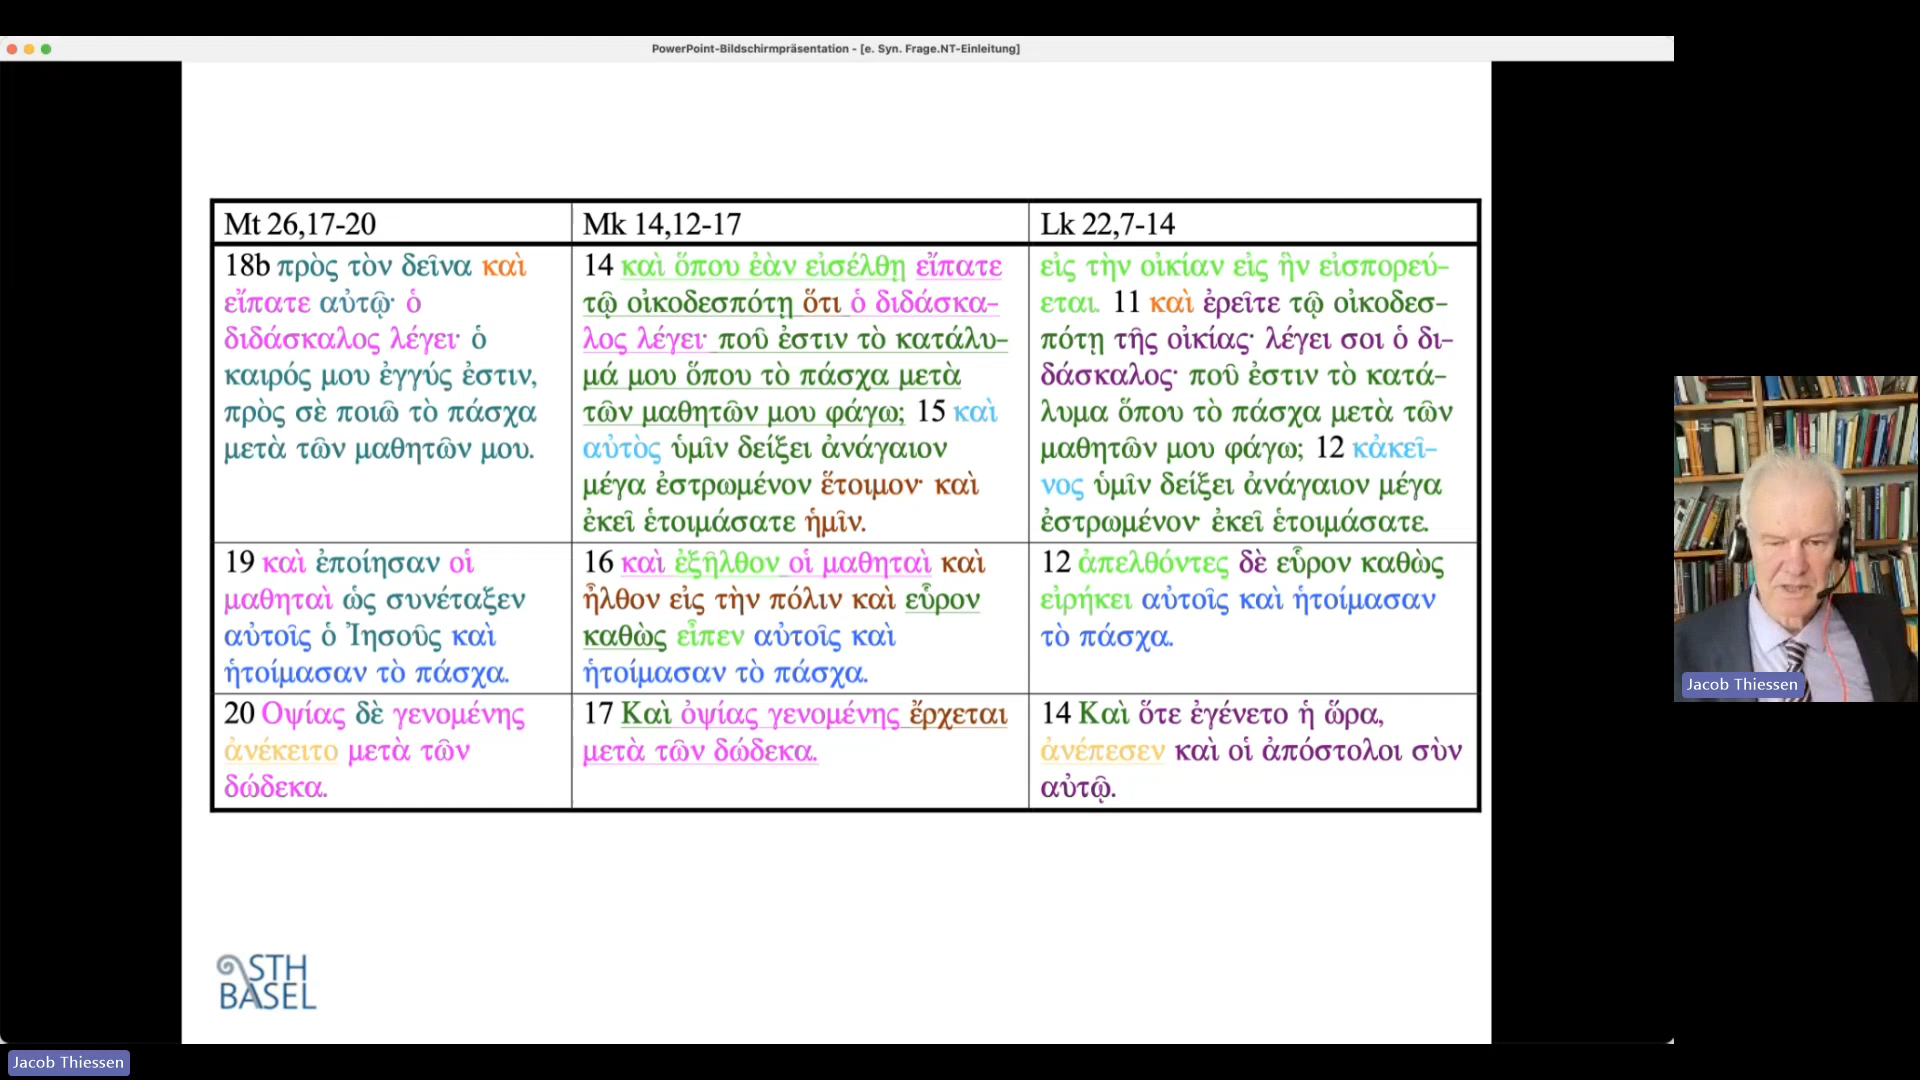 PowerPoint-Bildschirmpräsentation - [e. Syn. Frage.NT-Einleitung]
Mt 26,17-20
Mk 14,12-17
Lk 22,7-14
18b πρὸς τὸν δεῖνα καὶ
εἴπατε αὐτῷ· ὁ
διδάσκαλος λέγει· ὁ
καιρός μου ἐγγύς ἐστιν,
πρὸς σὲ ποιῶ τὸ πάσχα
μετὰ τῶν μαθητῶν μου.
14 καὶ ὅπου ἐὰν εἰσέλθῃ εἴπατε
τῷ οἰκοδεσπότῃ ὅτι ὁ διδάσκα-
λος λέγει· ποῦ ἐστιν τὸ κατάλυ-
μά μου ὅπου τὸ πάσχα μετὰ
τῶν μαθητῶν μου φάγω; 15 καὶ
αὐτὸς ὑμῖν δείξει ἀνάγαιον
μέγα ἐστρωμένον ἕτοιμον· καὶ
ἐκεῖ ἑτοιμάσατε ἡμῖν.
εἰς τὴν οἰκίαν εἰς ἣν εἰσπορεύ-
εται. 11 καὶ ἐρεῖτε τῷ οἰκοδεσ-
πότῃ τῆς οἰκίας· λέγει σοι ὁ δι-
δάσκαλος· ποῦ ἐστιν τὸ κατά-
λυμα ὅπου τὸ πάσχα μετὰ τῶν
μαθητῶν μου φάγω; 12 κἀκεῖ-
νος ὑμῖν δείξει ἀνάγαιον μέγα
ἐστρωμένον· ἐκεῖ ἑτοιμάσατε.
19 καὶ ἐποίησαν οἱ
μαθηταὶ ὡς συνέταξεν
αὐτοῖς ὁ Ἰησοῦς καὶ
ἡτοίμασαν τὸ πάσχα.
16 καὶ ἐξῆλθον οἱ μαθηταὶ καὶ
ἦλθον εἰς τὴν πόλιν καὶ εὗρον
καθὼς εἶπεν αὐτοῖς καὶ
ἡτοίμασαν τὸ πάσχα.
12 ἀπελθόντες δὲ εὗρον καθὼς
εἰρήκει αὐτοῖς καὶ ἡτοίμασαν
τὸ πάσχα.
20 Οψίας δὲ γενομένης
ἀνέκειτο μετὰ τῶν
δώδεκα.
17 Καὶ ὀψίας γενομένης ἔρχεται
μετὰ τῶν δώδεκα.
14 Καὶ ὅτε ἐγένετο ἡ ὥρα,
ἀνέπεσεν καὶ οἱ ἀπόστολοι σὺν
αὐτῷ.
STH
BASEL
Jacob Thiessen
Jacob Thiessen